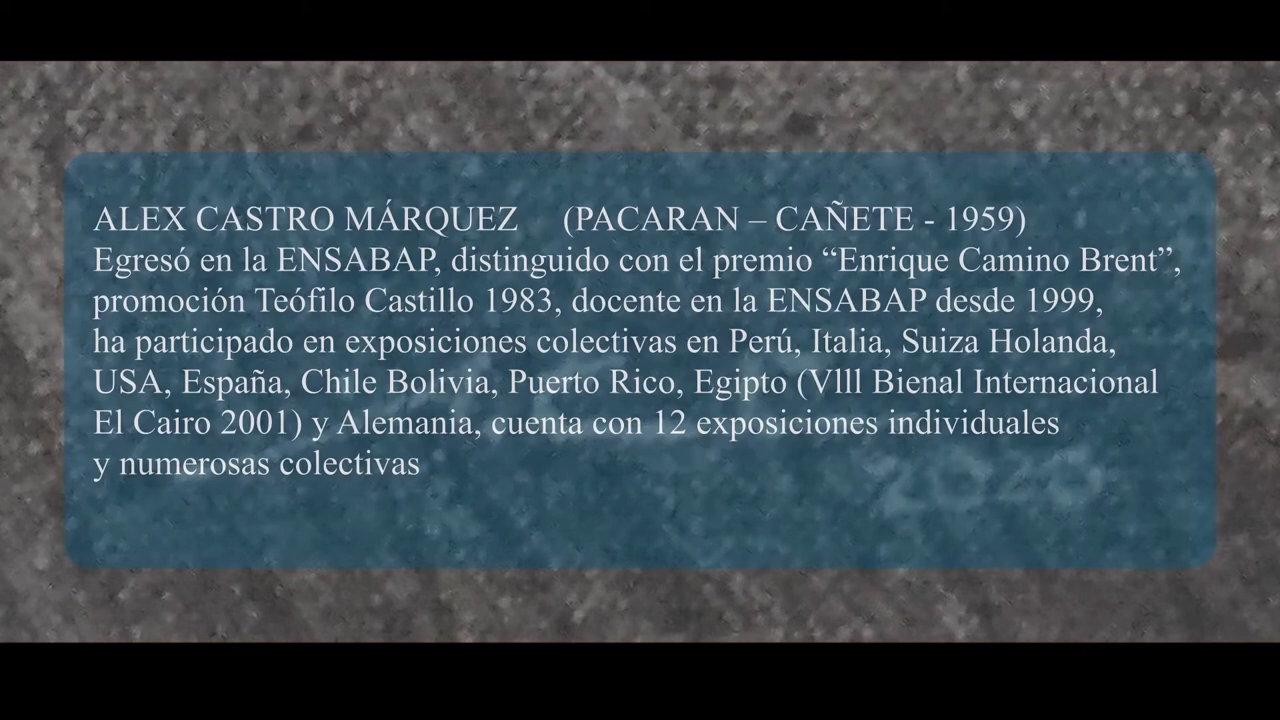 ALEX CASTRO MÁRQUEZ (PACARAN – CAÑETE - 1959)
Egresó en la ENSABAP, distinguido con el premio “Enrique Camino Brent”,
promoción Teófilo Castillo 1983, docente en la ENSABAP desde 1999,
ha participado en exposiciones colectivas en Perú, Italia, Suiza Holanda,
USA, España, Chile Bolivia, Puerto Rico, Egipto (Vlll Bienal Internacional
El Cairo 2001) y Alemania, cuenta con 12 exposiciones individuales
y numerosas colectivas
2020